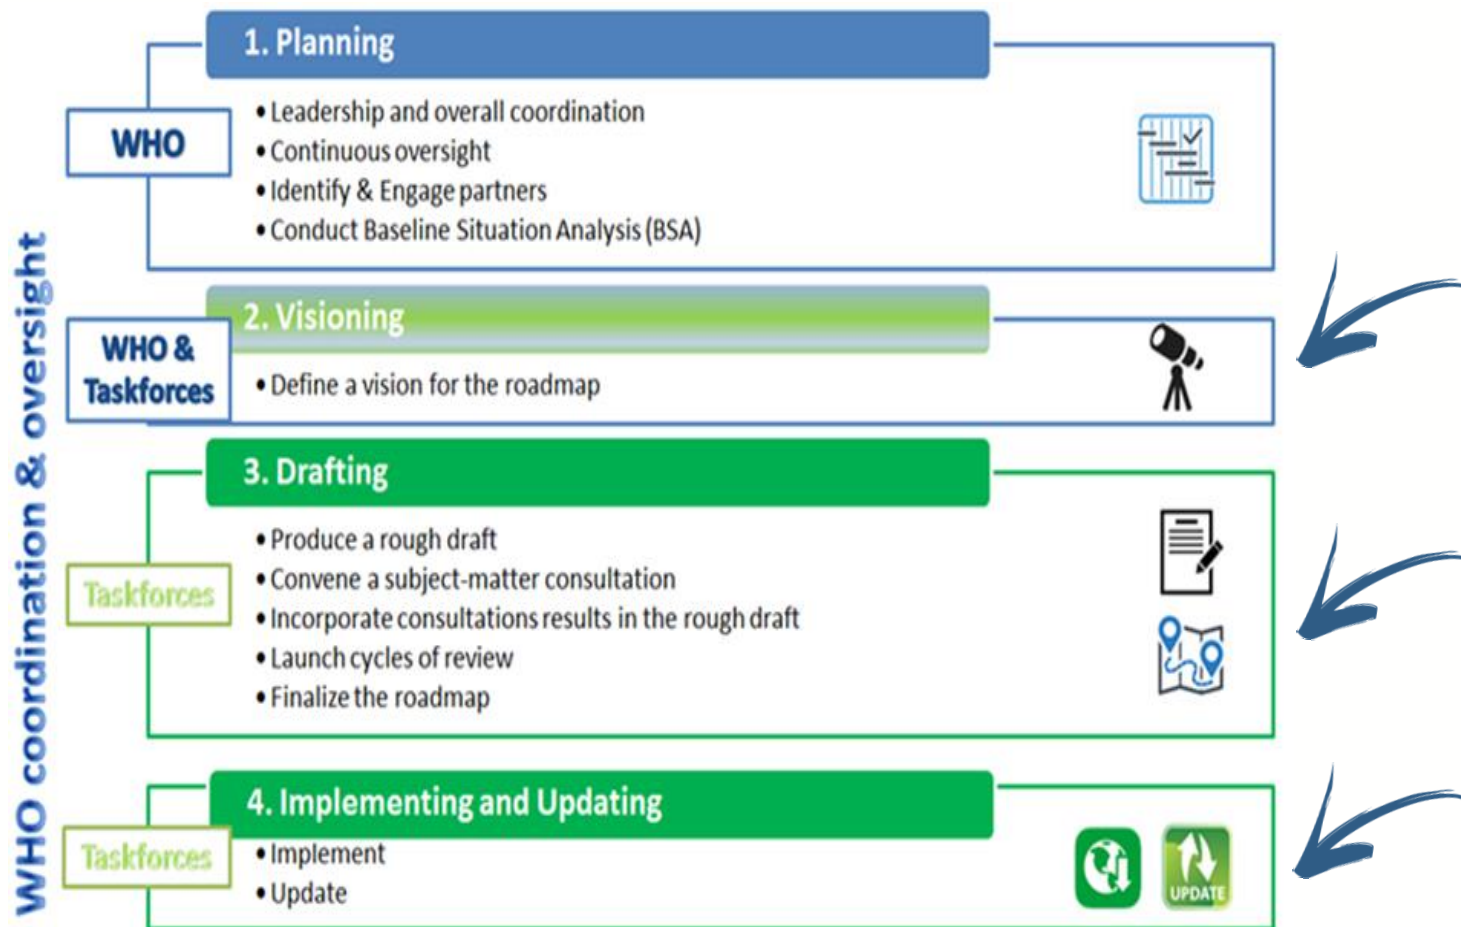 WHO coordination & oversight
1. Planning
WHO
• Leadership and overall coordination
• Continuous oversight
• Identify & Engage partners
• Conduct Baseline Situation Analysis (BSA)
2. Visioning
WHO &
Taskforces
• Define a vision for the roadmap
3. Drafting
Taskforces
• Produce a rough draft
• Convene a subject-matter consultation
• Incorporate consultations results in the rough draft
• Launch cycles of review
• Finalize the roadmap
4. Implementing and Updating
Taskforces
• Implement
• Update
UPDATE